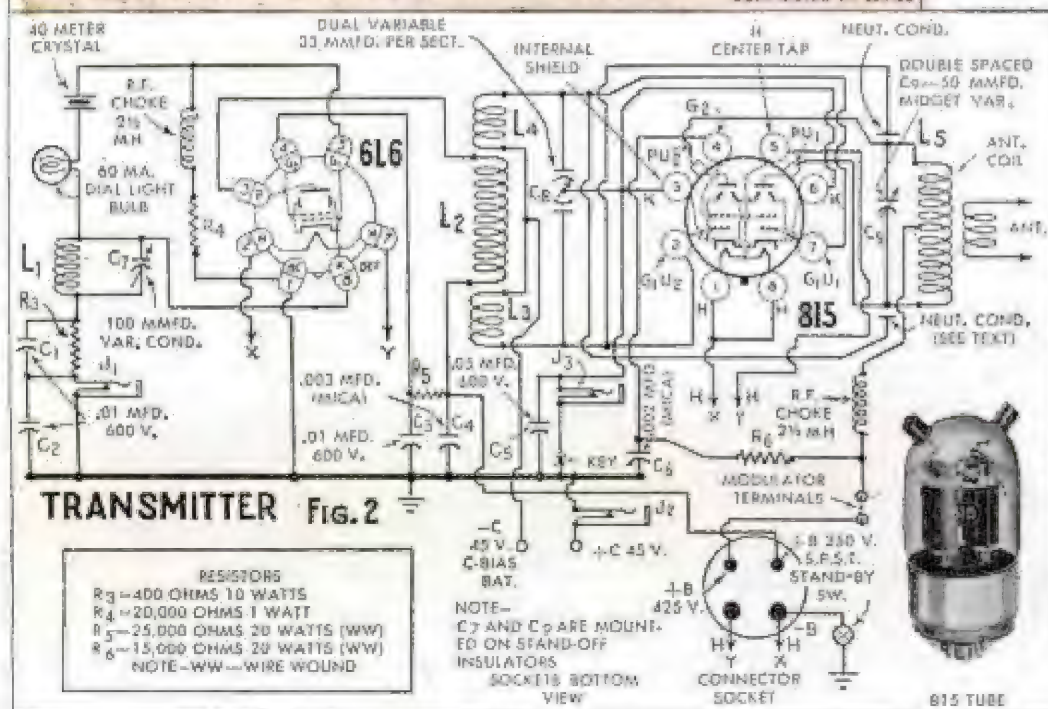 40 METER
CRYSTAL
DUAL VARIABLE
33 MMFD. PER SECT.
INTERNAL
SHIELD
H
CENTER TAP
NEUT. COND.
DOUBLE SPACED
C9—50 MMFD.
MIDGET VAR.
R.F.
CHOKE
2½
MH
6L6
L4
C8
G2
PU2
PU1
L5
ANT.
COIL
60 MA.
DIAL LIGHT
BULB
R4
L2
K
K
C9
ANT.
L1
C7
G1U2
G1U1
R3
L3
H
H
815
C1
100 MMFD.
VAR. COND.
X
Y
J3
NEUT. COND.
(SEE TEXT)
J1
.003 MFD.
(MICA)
R5
.05 MFD.
600 V.
.002 MFD
(MICA)
H
X
H
Y
R.F.
CHOKE
2½ MH
.01 MFD.
600 V.
C2
.01 MFD.
600 V.
C3
C4
C5
KEY
C6
R6
MODULATOR
TERMINALS
TRANSMITTER FIG. 2
J2
—C
45 V.
C-BIAS
BAT.
+C 45 V.
+B 250 V.
S.P.S.T.
STAND-BY
SW.
+B
425 V.
—B
RESISTORS
R3=400 OHMS 10 WATTS
R4=20,000 OHMS 1 WATT
R5=25,000 OHMS 20 WATTS (WW)
R6=15,000 OHMS 20 WATTS (WW)
NOTE—WW—WIRE WOUND
NOTE—
C7 AND C9 ARE MOUNT-
ED ON STAND-OFF
INSULATORS
SOCKETS BOTTOM
VIEW
H
Y
H
X
CONNECTOR
SOCKET
815 TUBE